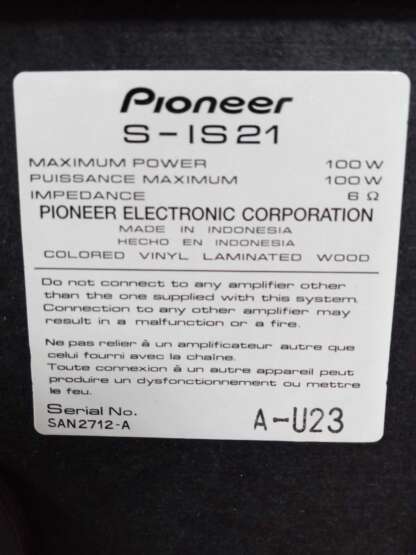 Pioneer
S-IS21
MAXIMUM POWER 100 W
PUISSANCE MAXIMUM 100 W
IMPEDANCE 6 Ω
PIONEER ELECTRONIC CORPORATION
MADE IN INDONESIA
HECHO EN INDONESIA
COLORED VINYL LAMINATED WOOD
Do not connect to any amplifier other
than the one supplied with this system.
Connection to any other amplifier may
result in a malfunction or a fire.
Ne pas relier à un amplificateur autre que
celui fourni avec la chaîne.
Toute connexion à un autre appareil peut
produire un dysfonctionnement ou mettre
le feu.
Serial No.
SAN2712-A
A-U23